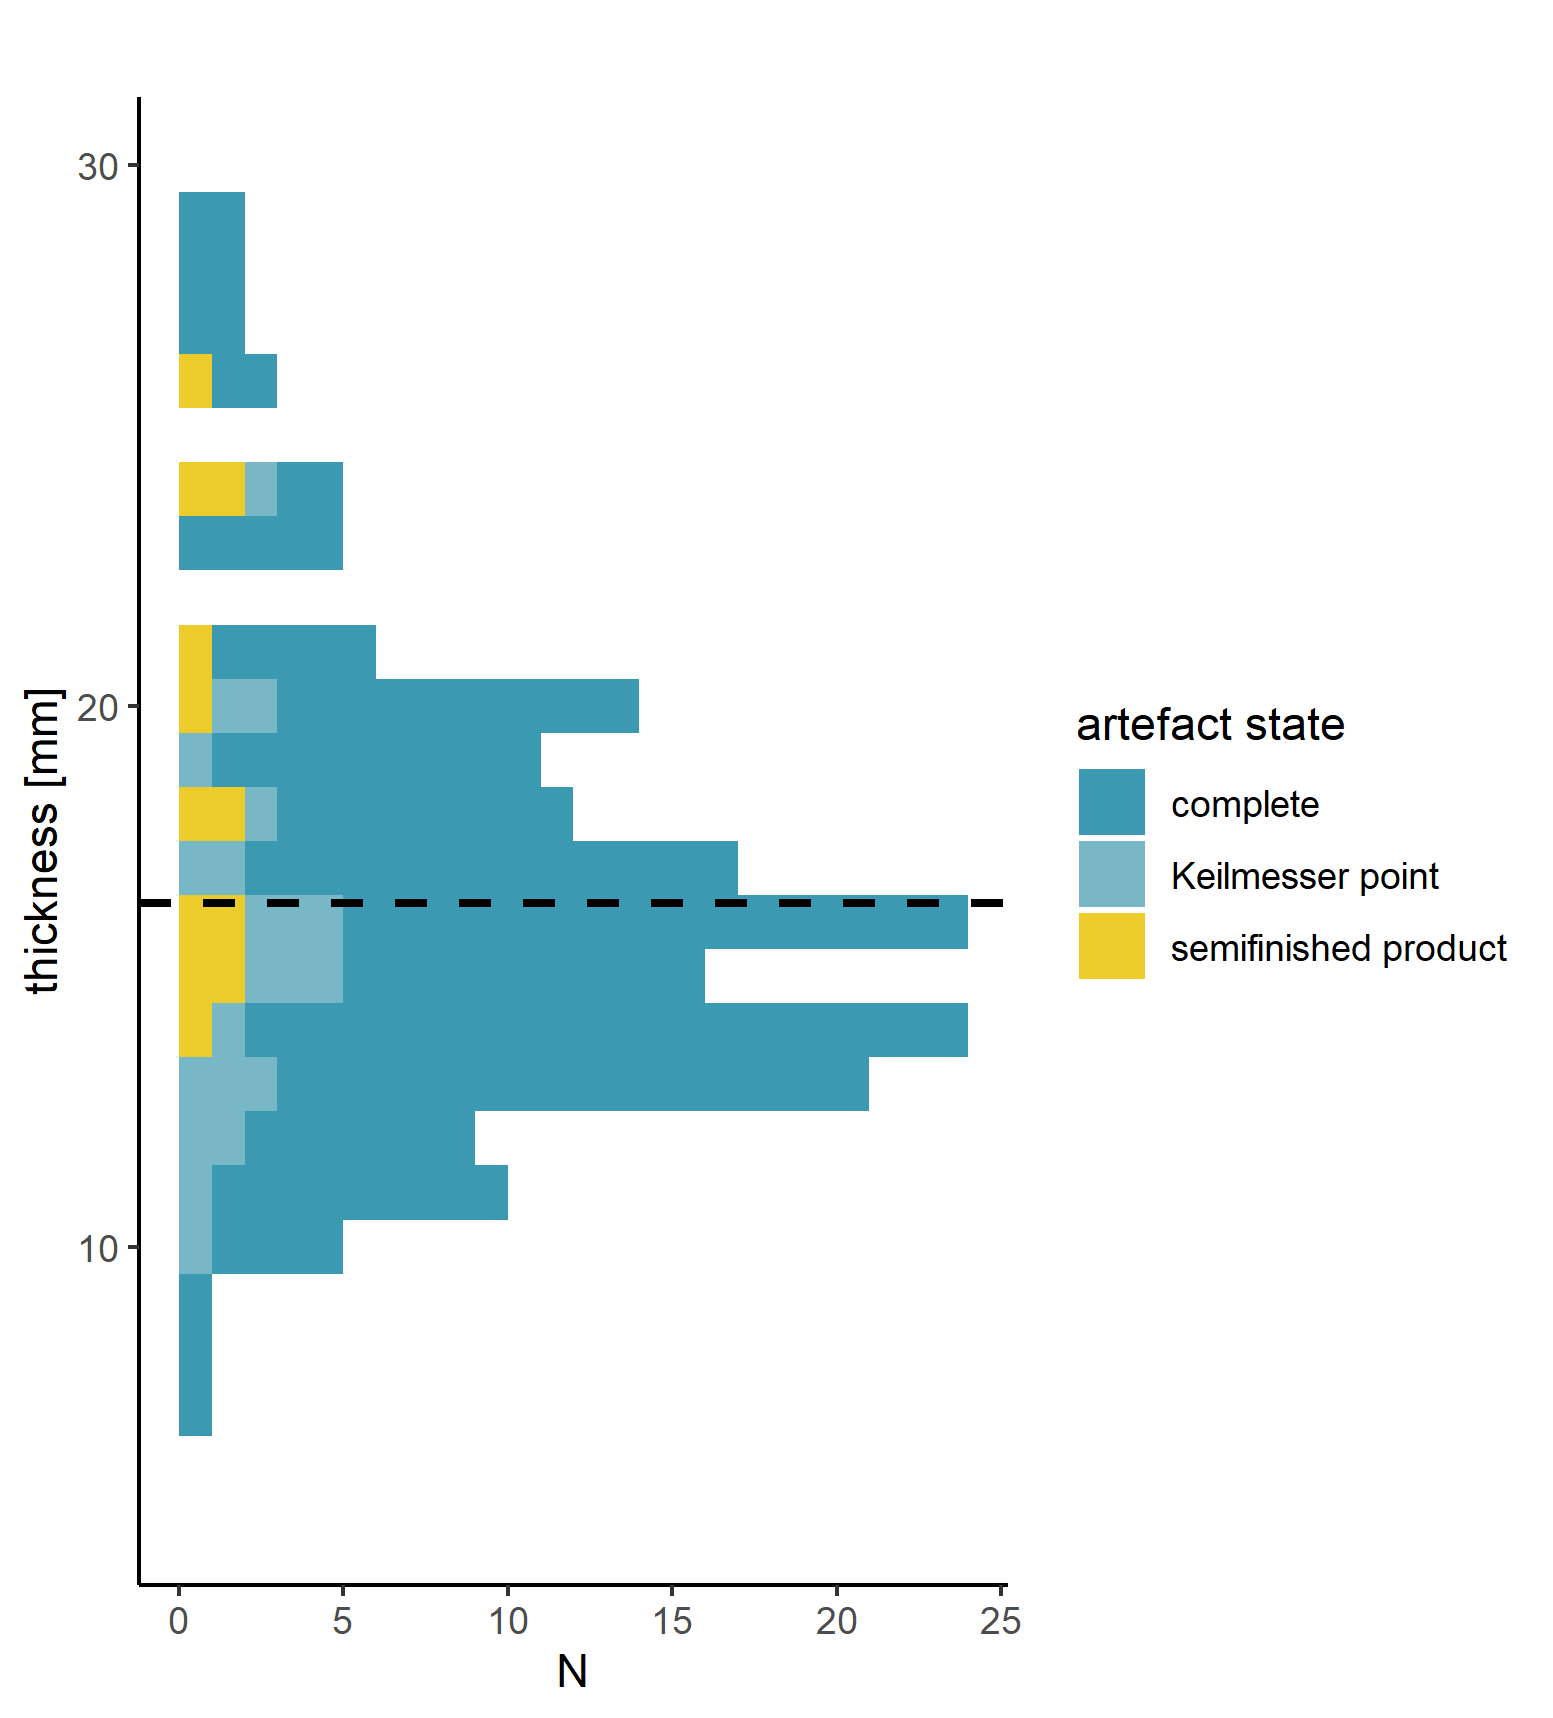 30
20
10
thickness [mm]
0 5 10 15 20 25
N
artefact state
complete
Keilmesser point
semifinished product